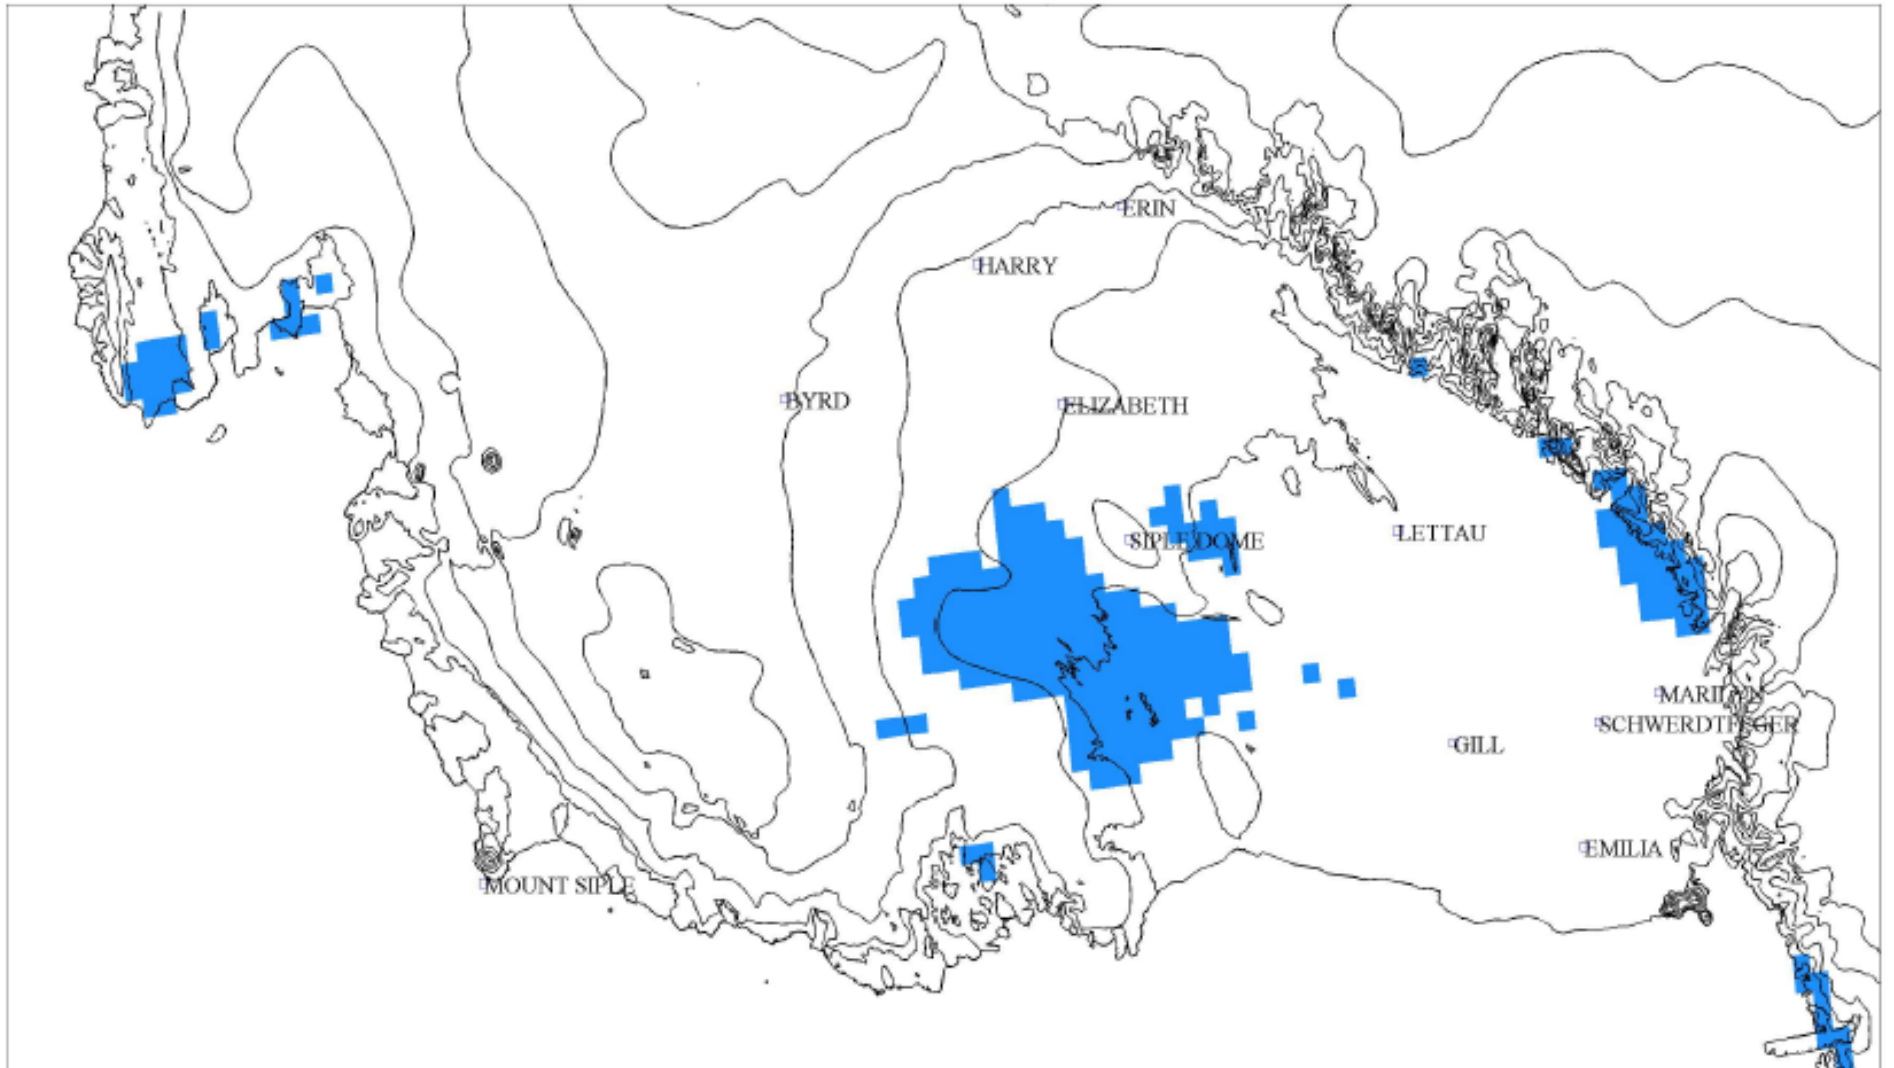 ERIN
HARRY
BYRD
ELIZABETH
LETTAU
SIPLE DOME
MARILYN
SCHWERDTFEGER
GILL
EMILIA
MOUNT SIPLE